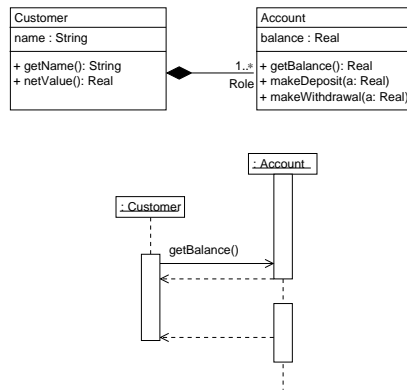 Customer
name : String
+ getName(): String
+ netValue(): Real
1..*
Role
Account
balance : Real
+ getBalance(): Real
+ makeDeposit(a: Real)
+ makeWithdrawal(a: Real)
: Account
: Customer
getBalance()